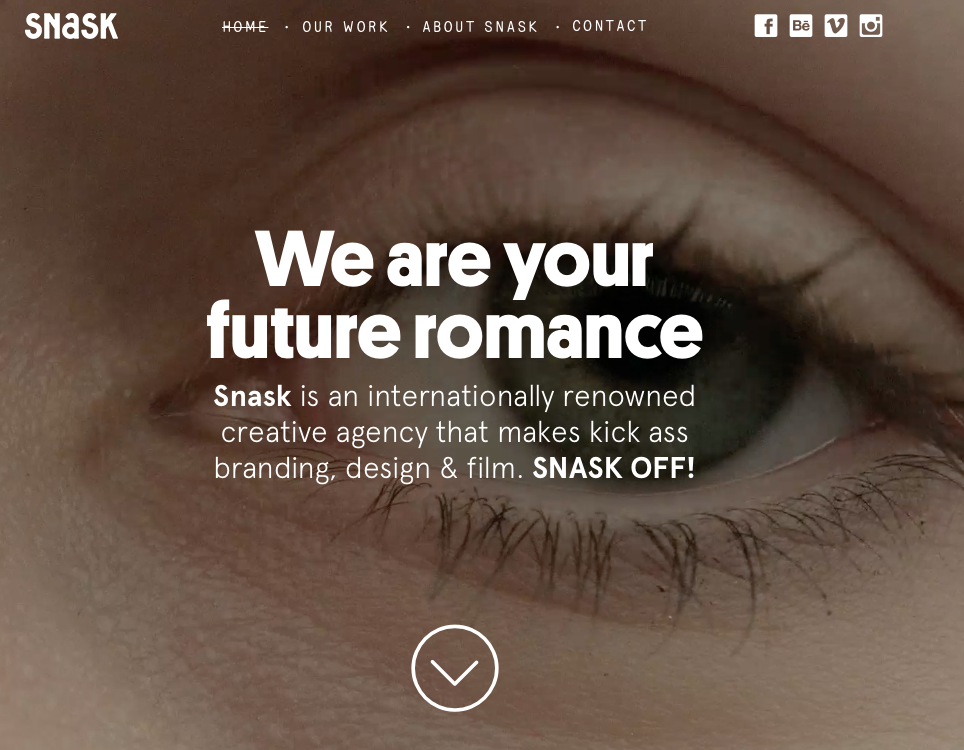 snask
HOME · OUR WORK · ABOUT SNASK · CONTACT
Bē
We are your
future romance
Snask is an internationally renowned
creative agency that makes kick ass
branding, design & film. SNASK OFF!